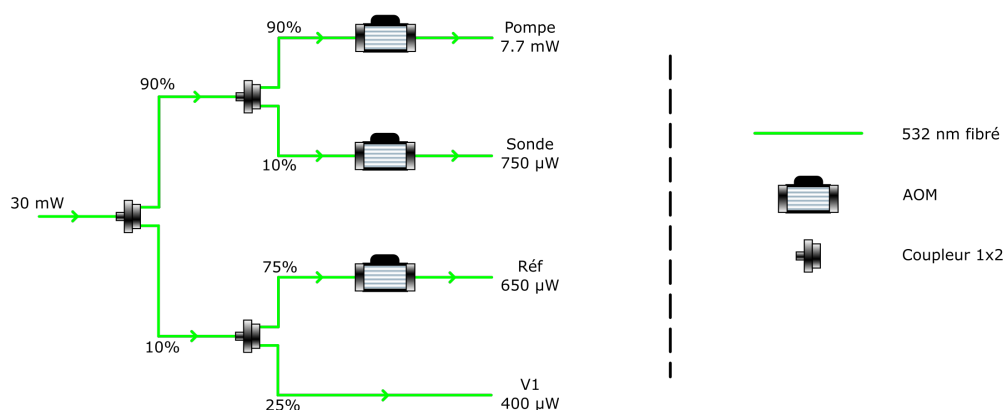 90%
Pompe
7.7 mW
90%
Sonde
10%
750 µW
30 mW
75%
Réf
650 µW
10%
V1
25%
400 µW
532 nm fibré
AOM
Coupleur 1x2